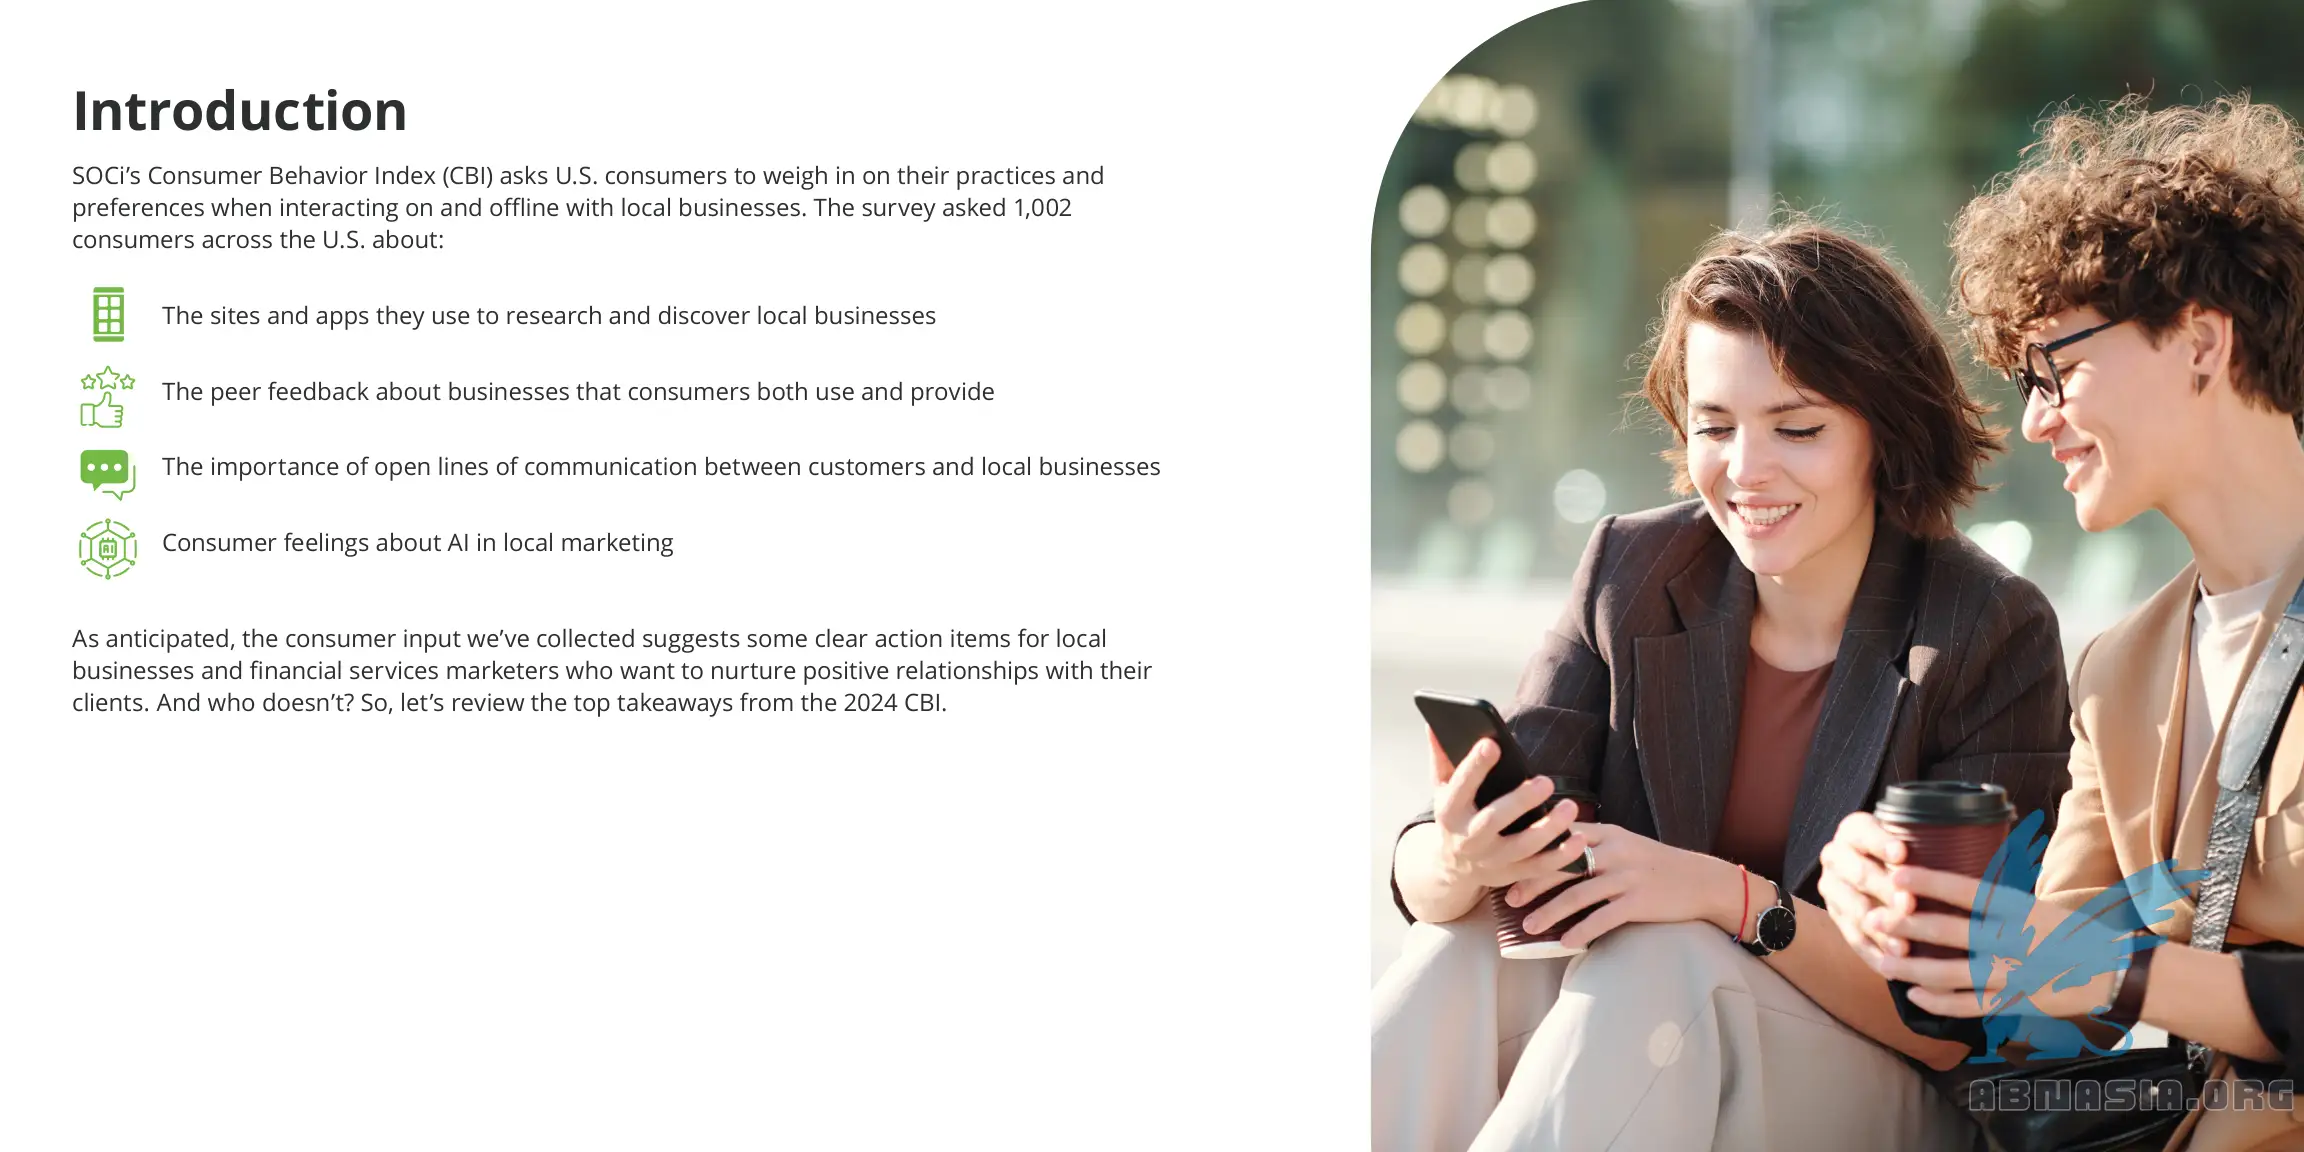 Introduction
SOCi’s Consumer Behavior Index (CBI) asks U.S. consumers to weigh in on their practices and
preferences when interacting on and offline with local businesses. The survey asked 1,002
consumers across the U.S. about:
The sites and apps they use to research and discover local businesses
The peer feedback about businesses that consumers both use and provide
The importance of open lines of communication between customers and local businesses
AI
Consumer feelings about AI in local marketing
As anticipated, the consumer input we’ve collected suggests some clear action items for local
businesses and financial services marketers who want to nurture positive relationships with their
clients. And who doesn’t? So, let’s review the top takeaways from the 2024 CBI.
ABNASIA.ORG